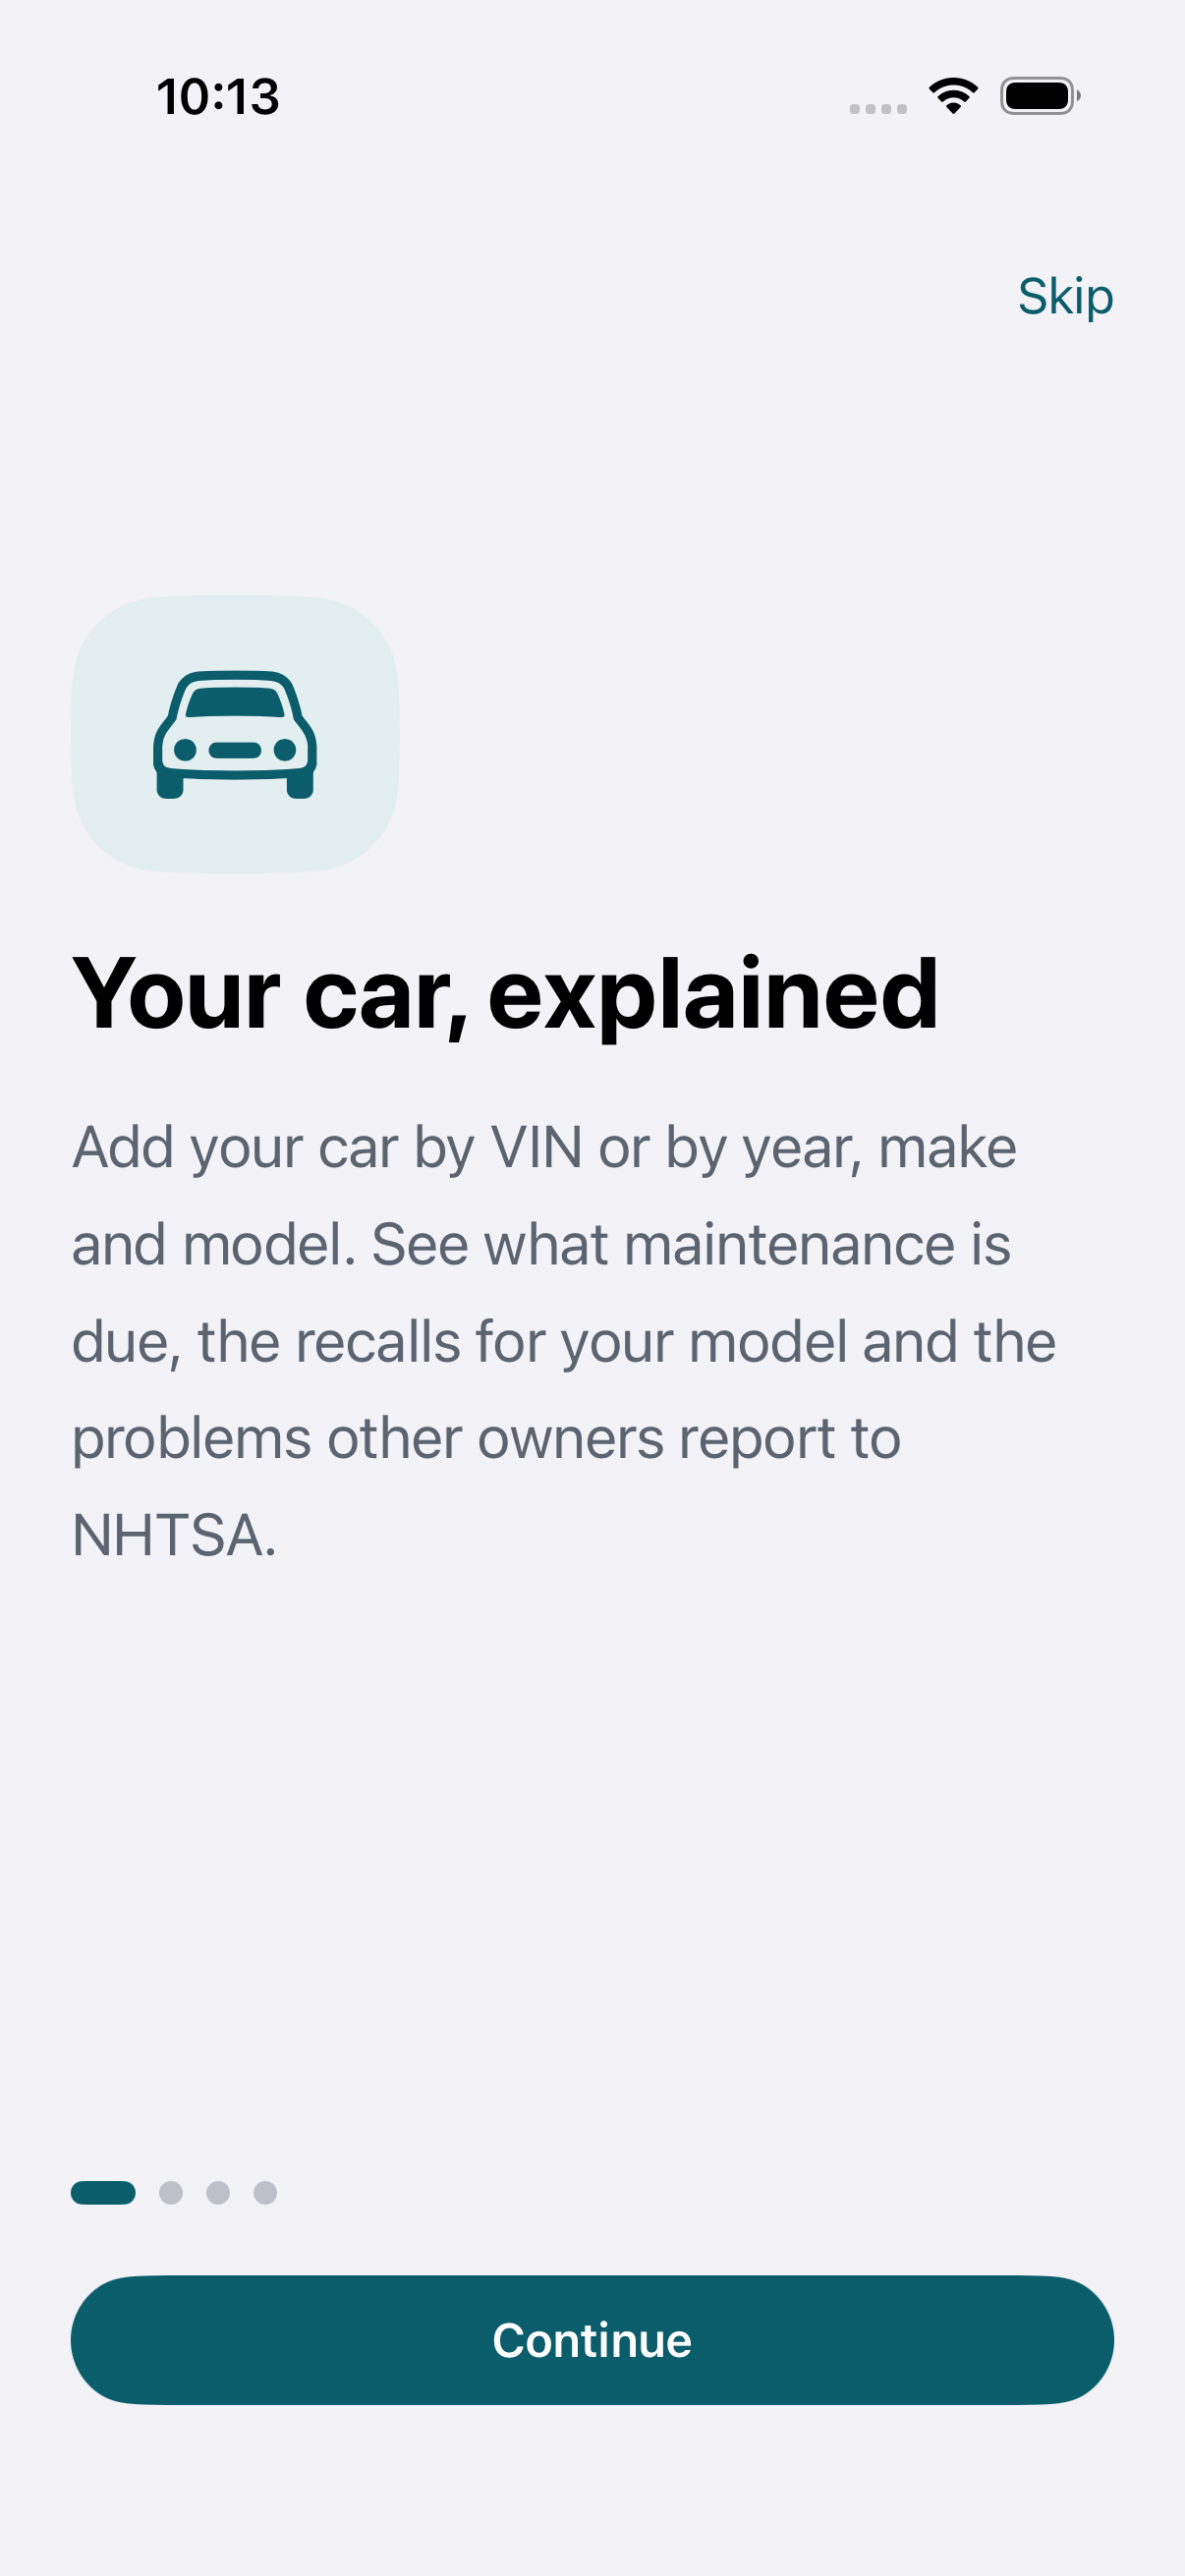 10:13
Skip
Your car, explained
Add your car by VIN or by year, make
and model. See what maintenance is
due, the recalls for your model and the
problems other owners report to
NHTSA.
Continue